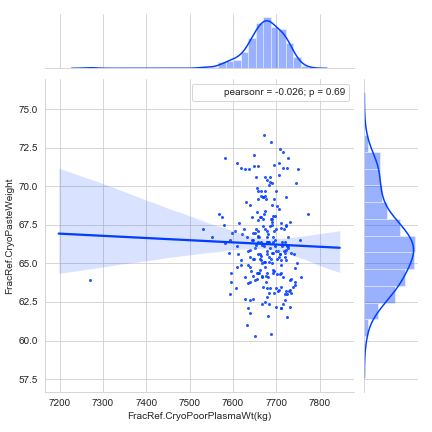 pearsonr = -0.026; p = 0.69
75.0
72.5
70.0
67.5
65.0
62.5
60.0
57.5
FracRef.CryoPasteWeight
7200 7300 7400 7500 7600 7700 7800
FracRef.CryoPoorPlasmaWt(kg)